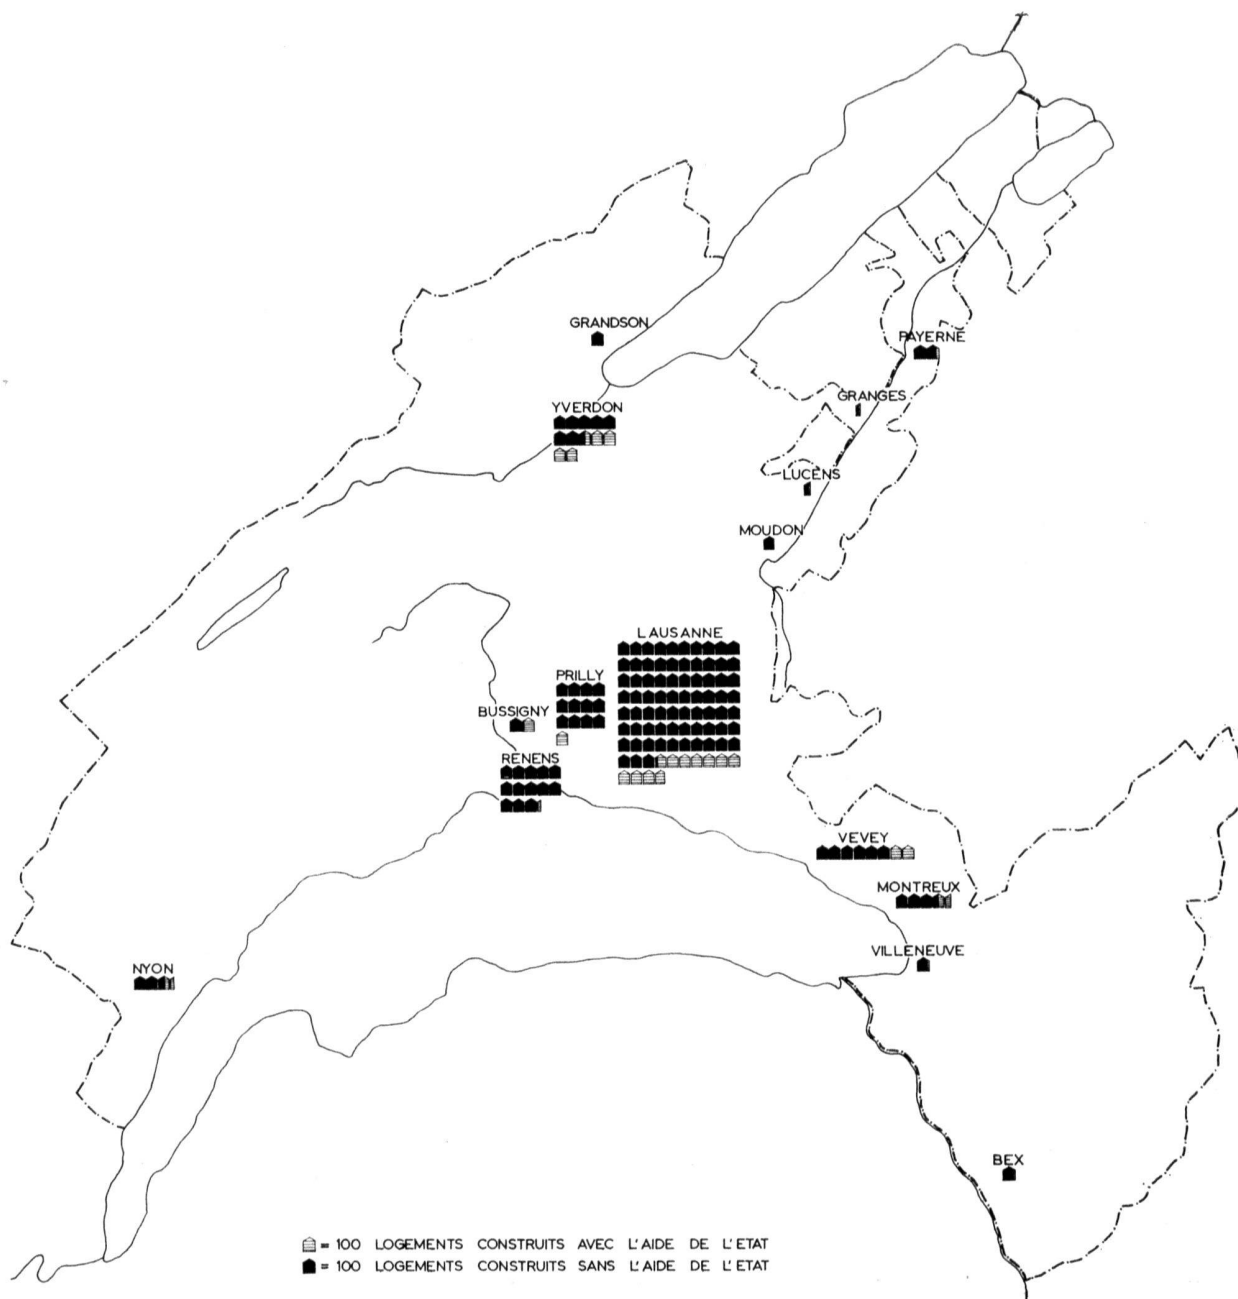 GRANDSON
PAYERNE
GRANGES
YVERDON
LUCENS
MOUDON
LAUSANNE
PRILLY
BUSSIGNY
RENENS
VEVEY
MONTREUX
VILLENEUVE
NYON
BEX
= 100 LOGEMENTS CONSTRUITS AVEC L'AIDE DE L'ETAT
= 100 LOGEMENTS CONSTRUITS SANS L'AIDE DE L'ETAT